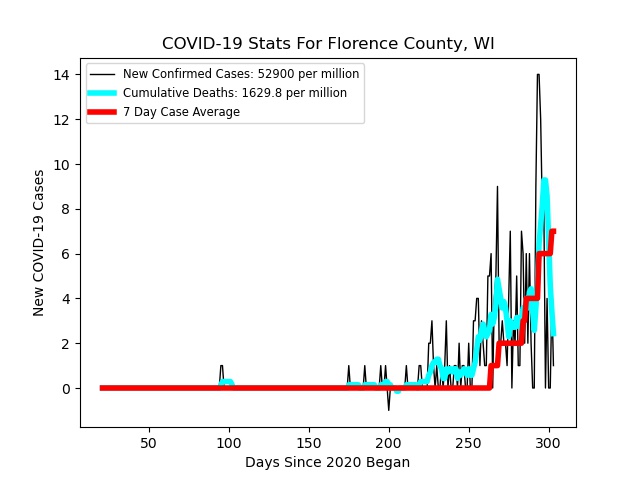 COVID-19 Stats For Florence County, WI
New Confirmed Cases: 52900 per million
Cumulative Deaths: 1629.8 per million
7 Day Case Average
New COVID-19 Cases
14
12
10
8
6
4
2
0
50 100 150 200 250 300
Days Since 2020 Began